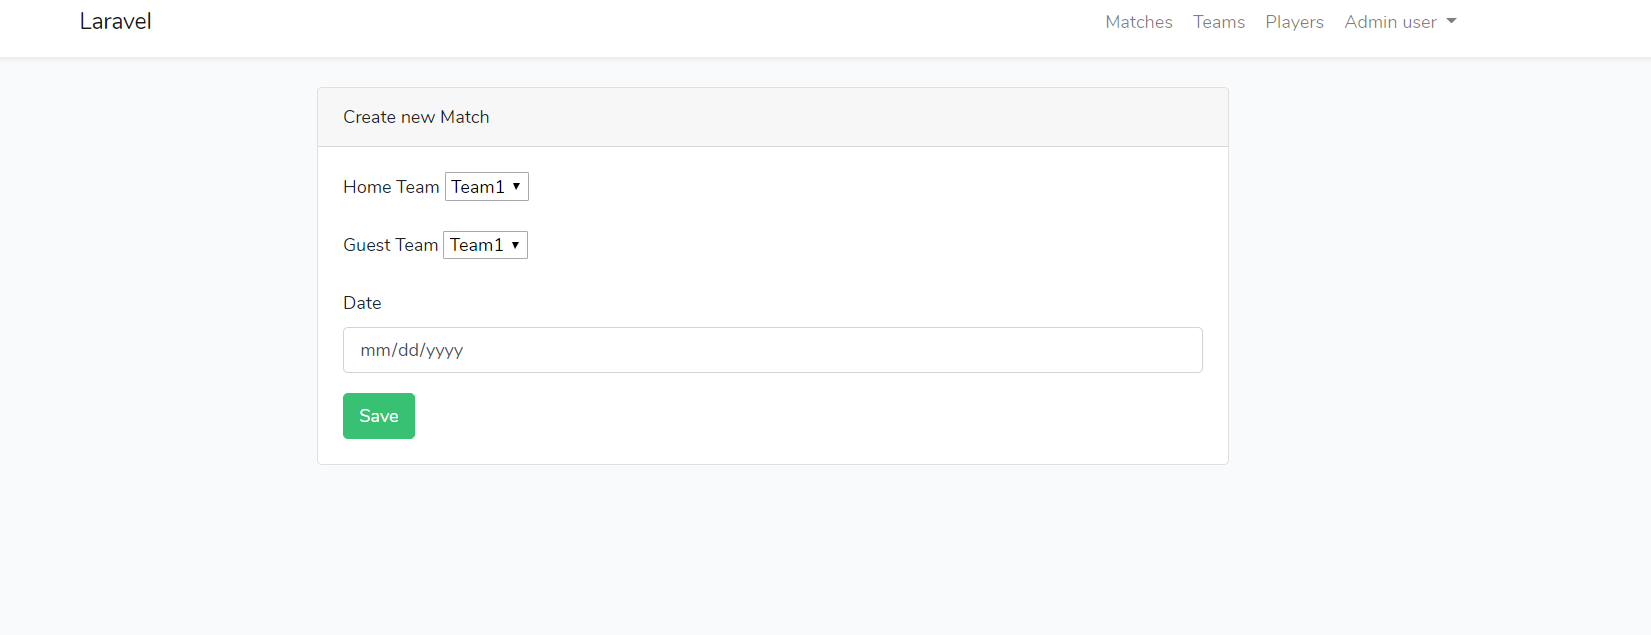 Laravel Matches Teams Players Admin user
Create new Match
Home Team Team1
Guest Team Team1
Date
mm/dd/yyyy
Save